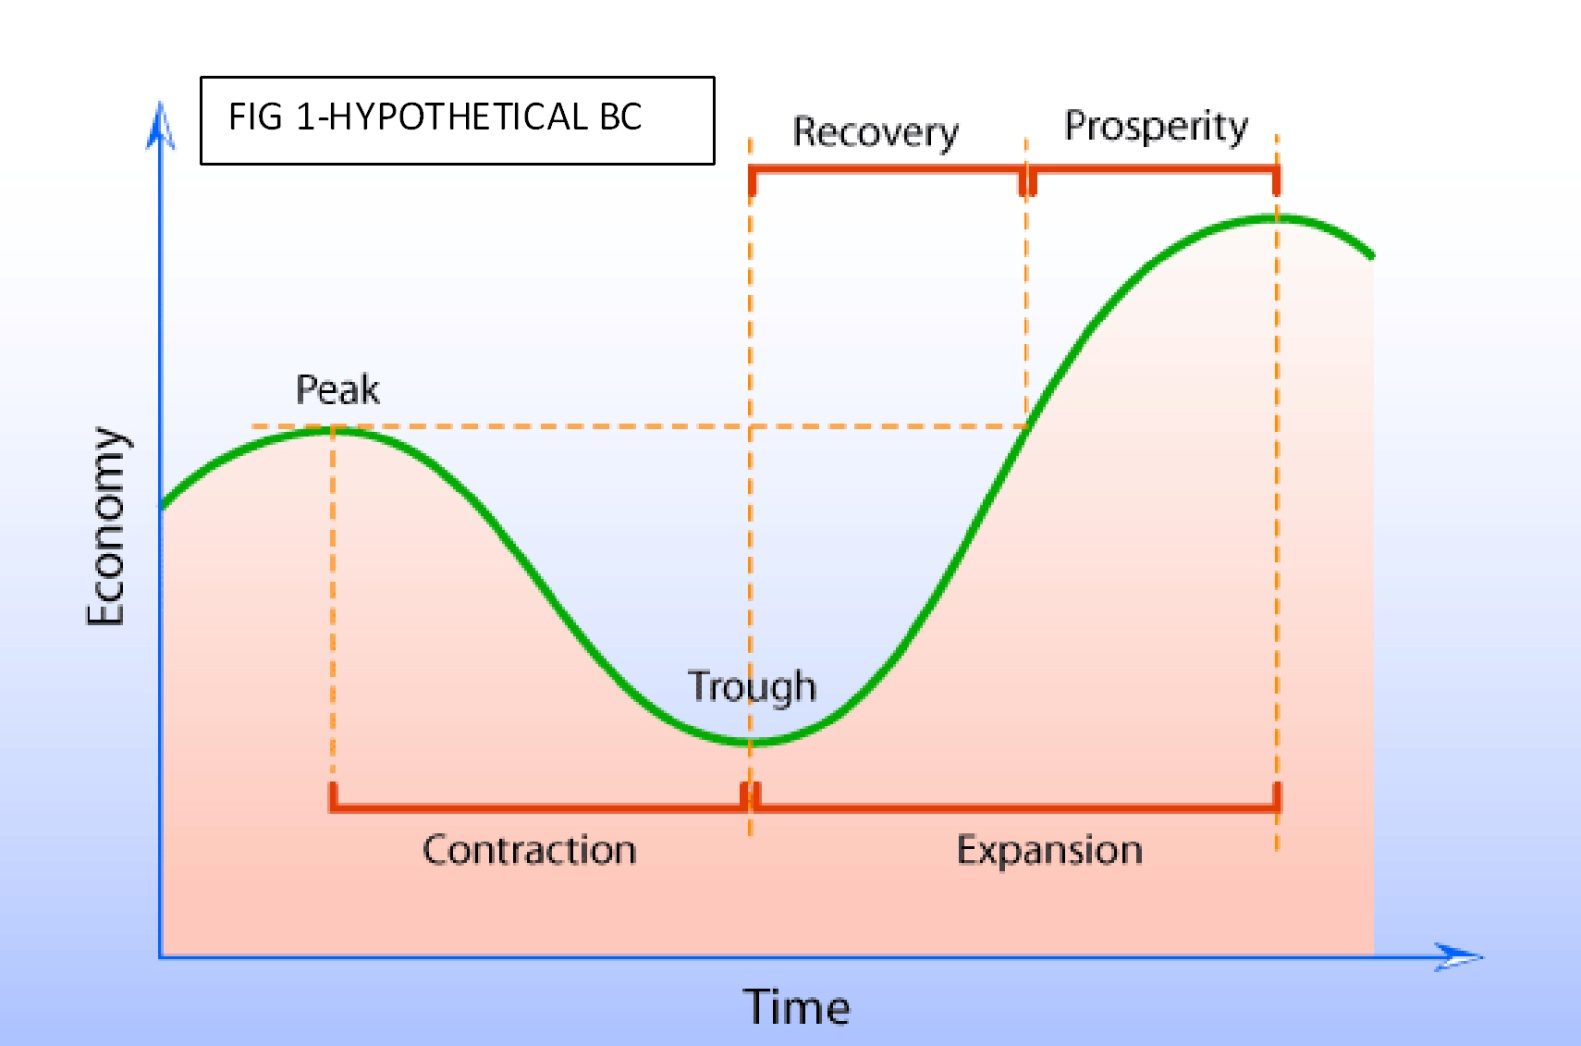 FIG 1-HYPOTHETICAL BC
Recovery
Prosperity
Peak
Economy
Trough
Contraction
Expansion
Time